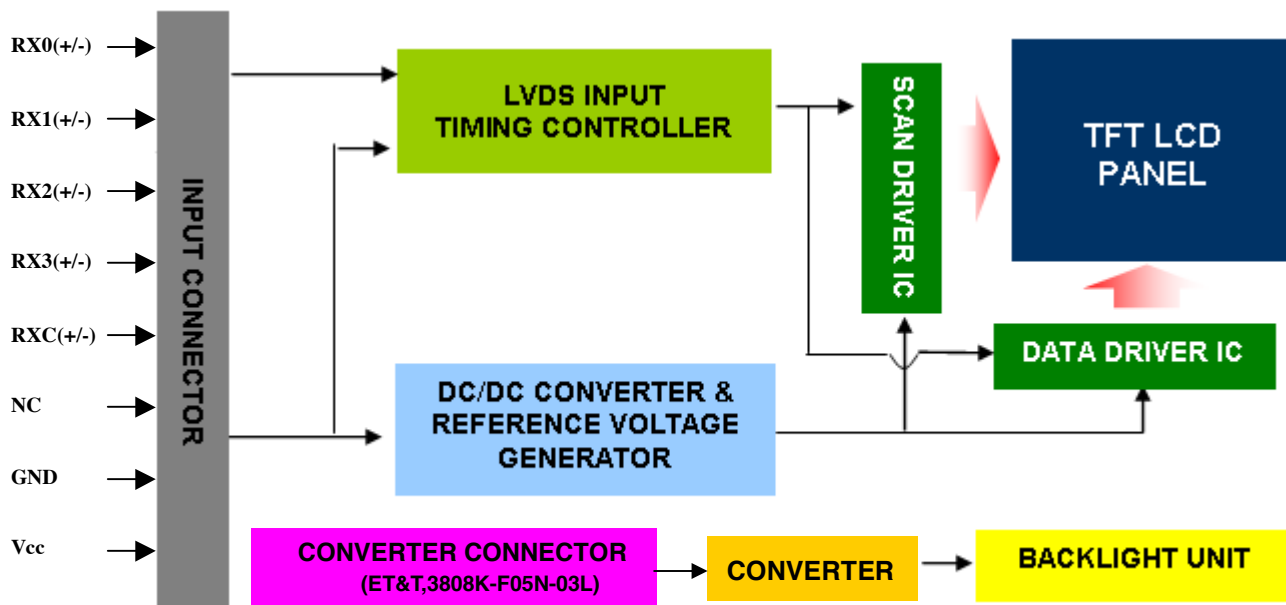 RX0(+/-)
RX1(+/-)
RX2(+/-)
RX3(+/-)
RXC(+/-)
NC
GND
Vcc
INPUT CONNECTOR
LVDS INPUT
TIMING CONTROLLER
SCAN DRIVER IC
TFT LCD
PANEL
DATA DRIVER IC
DC/DC CONVERTER &
REFERENCE VOLTAGE
GENERATOR
CONVERTER CONNECTOR
(ET&T,3808K-F05N-03L)
CONVERTER
BACKLIGHT UNIT